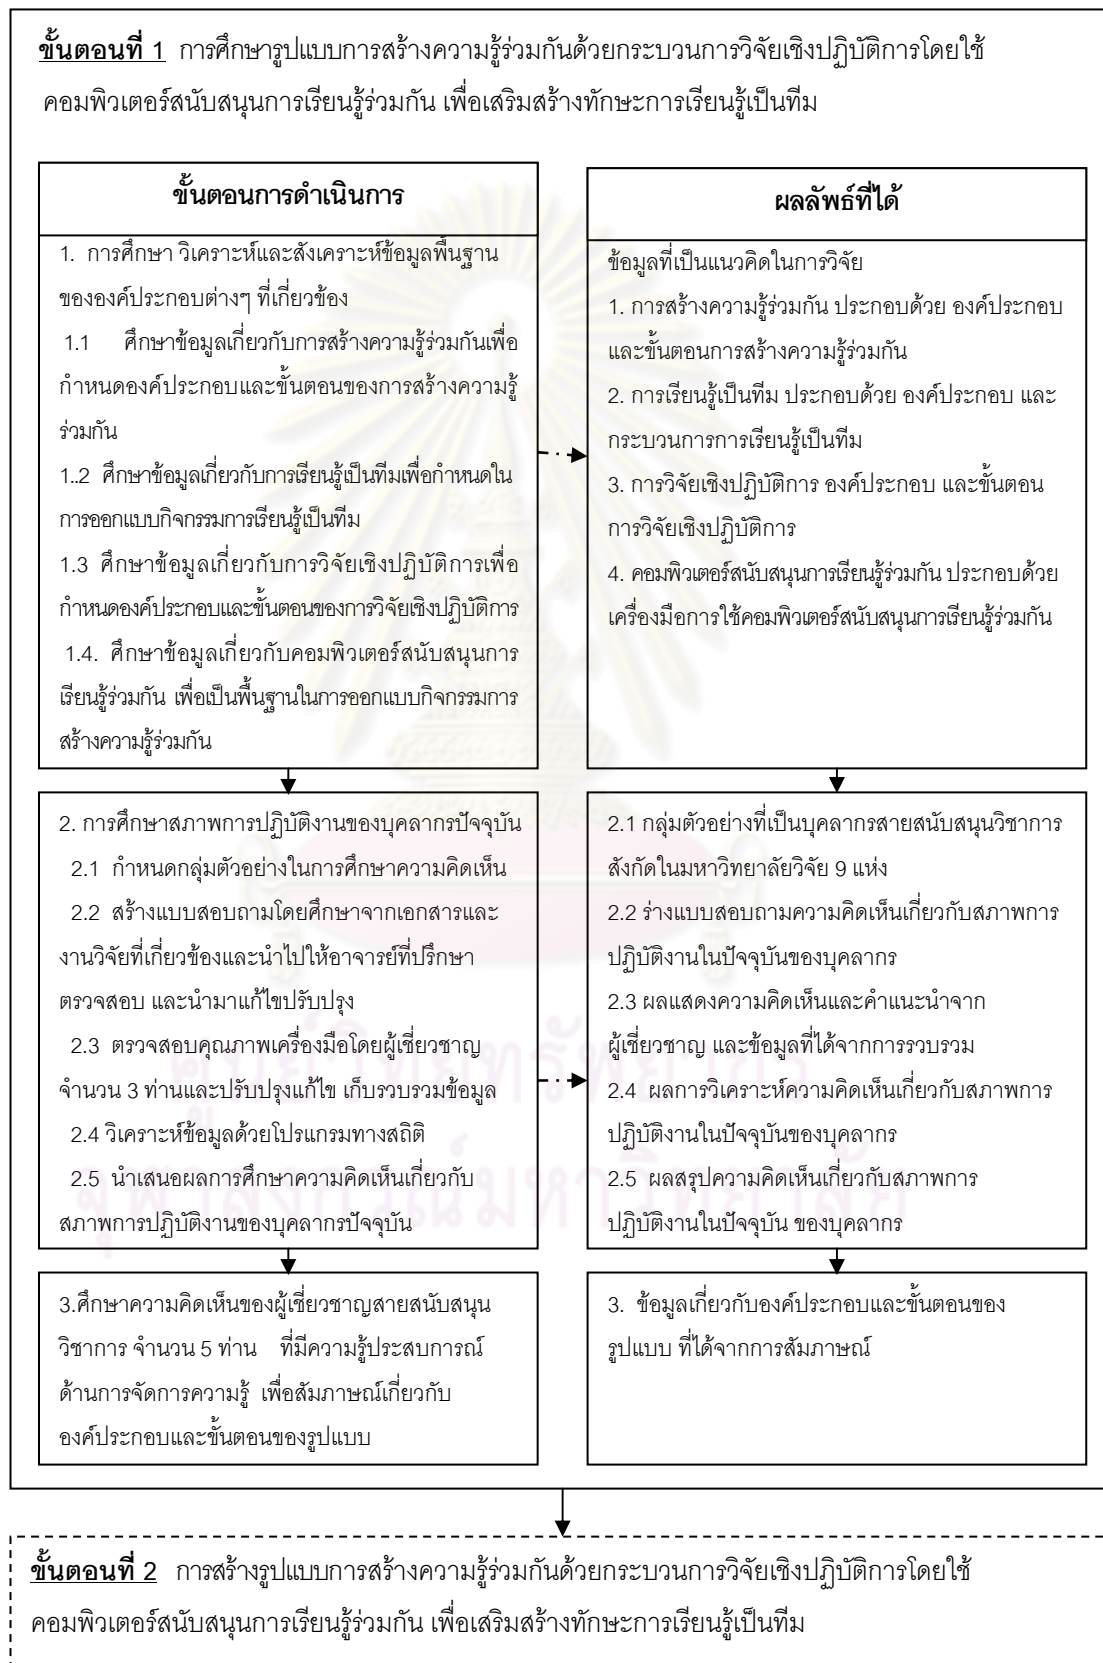 ขั้นตอนที่ 1 การศึกษารูปแบบการสร้างความรู้ร่วมกันด้วยกระบวนการวิจัยเชิงปฏิบัติการโดยใช้
คอมพิวเตอร์สนับสนุนการเรียนรู้ร่วมกัน เพื่อเสริมสร้างทักษะการเรียนรู้เป็นทีม
ขั้นตอนการดำเนินการ
1. การศึกษา วิเคราะห์และสังเคราะห์ข้อมูลพื้นฐาน
ขององค์ประกอบต่างๆ ที่เกี่ยวข้อง
1.1 ศึกษาข้อมูลเกี่ยวกับการสร้างความรู้ร่วมกันเพื่อ
กำหนดองค์ประกอบและขั้นตอนของการสร้างความรู้
ร่วมกัน
1..2 ศึกษาข้อมูลเกี่ยวกับการเรียนรู้เป็นทีมเพื่อกำหนดใน
การออกแบบกิจกรรมการเรียนรู้เป็นทีม
1.3 ศึกษาข้อมูลเกี่ยวกับการวิจัยเชิงปฏิบัติการเพื่อ
กำหนดองค์ประกอบและขั้นตอนของการวิจัยเชิงปฏิบัติการ
1.4. ศึกษาข้อมูลเกี่ยวกับคอมพิวเตอร์สนับสนุนการ
เรียนรู้ร่วมกัน เพื่อเป็นพื้นฐานในการออกแบบกิจกรรมการ
สร้างความรู้ร่วมกัน
ผลลัพธ์ที่ได้
ข้อมูลที่เป็นแนวคิดในการวิจัย
1. การสร้างความรู้ร่วมกัน ประกอบด้วย องค์ประกอบ
และขั้นตอนการสร้างความรู้ร่วมกัน
2. การเรียนรู้เป็นทีม ประกอบด้วย องค์ประกอบ และ
กระบวนการการเรียนรู้เป็นทีม
3. การวิจัยเชิงปฏิบัติการ องค์ประกอบ และขั้นตอน
การวิจัยเชิงปฏิบัติการ
4. คอมพิวเตอร์สนับสนุนการเรียนรู้ร่วมกัน ประกอบด้วย
เครื่องมือการใช้คอมพิวเตอร์สนับสนุนการเรียนรู้ร่วมกัน
2. การศึกษาสภาพการปฏิบัติงานของบุคลากรปัจจุบัน
2.1 กำหนดกลุ่มตัวอย่างในการศึกษาความคิดเห็น
2.2 สร้างแบบสอบถามโดยศึกษาจากเอกสารและ
งานวิจัยที่เกี่ยวข้องและนำไปให้อาจารย์ที่ปรึกษา
ตรวจสอบ และนำมาแก้ไขปรับปรุง
2.3 ตรวจสอบคุณภาพเครื่องมือโดยผู้เชี่ยวชาญ
จำนวน 3 ท่านและปรับปรุงแก้ไข เก็บรวบรวมข้อมูล
2.4 วิเคราะห์ข้อมูลด้วยโปรแกรมทางสถิติ
2.5 นำเสนอผลการศึกษาความคิดเห็นเกี่ยวกับ
สภาพการปฏิบัติงานของบุคลากรปัจจุบัน
2.1 กลุ่มตัวอย่างที่เป็นบุคลากรสายสนับสนุนวิชาการ
สังกัดในมหาวิทยาลัยวิจัย 9 แห่ง
2.2 ร่างแบบสอบถามความคิดเห็นเกี่ยวกับสภาพการ
ปฏิบัติงานในปัจจุบันของบุคลากร
2.3 ผลแสดงความคิดเห็นและคำแนะนำจาก
ผู้เชี่ยวชาญ และข้อมูลที่ได้จากการรวบรวม
2.4 ผลการวิเคราะห์ความคิดเห็นเกี่ยวกับสภาพการ
ปฏิบัติงานในปัจจุบันของบุคลากร
2.5 ผลสรุปความคิดเห็นเกี่ยวกับสภาพการ
ปฏิบัติงานในปัจจุบัน ของบุคลากร
ศูนย์วิทยทรัพยากร
จุฬาลงกรณ์มหาวิทยาลัย
3.ศึกษาความคิดเห็นของผู้เชี่ยวชาญสายสนับสนุน
วิชาการ จำนวน 5 ท่าน ที่มีความรู้ประสบการณ์
ด้านการจัดการความรู้ เพื่อสัมภาษณ์เกี่ยวกับ
องค์ประกอบและขั้นตอนของรูปแบบ
3. ข้อมูลเกี่ยวกับองค์ประกอบและขั้นตอนของ
รูปแบบ ที่ได้จากการสัมภาษณ์
ขั้นตอนที่ 2 การสร้างรูปแบบการสร้างความรู้ร่วมกันด้วยกระบวนการวิจัยเชิงปฏิบัติการโดยใช้
คอมพิวเตอร์สนับสนุนการเรียนรู้ร่วมกัน เพื่อเสริมสร้างทักษะการเรียนรู้เป็นทีม